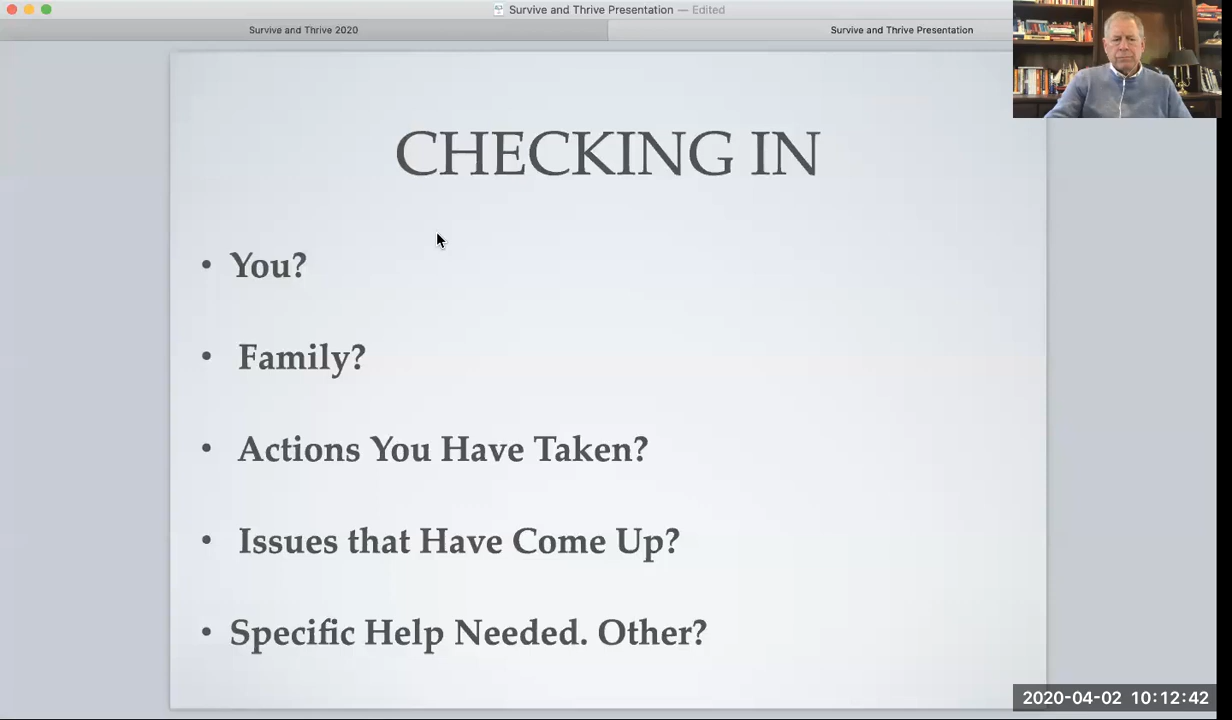 Survive and Thrive Presentation — Edited
Survive and Thrive 2020
Survive and Thrive Presentation
CHECKING IN
• You?
• Family?
• Actions You Have Taken?
• Issues that Have Come Up?
• Specific Help Needed. Other?
2020-04-02 10:12:42